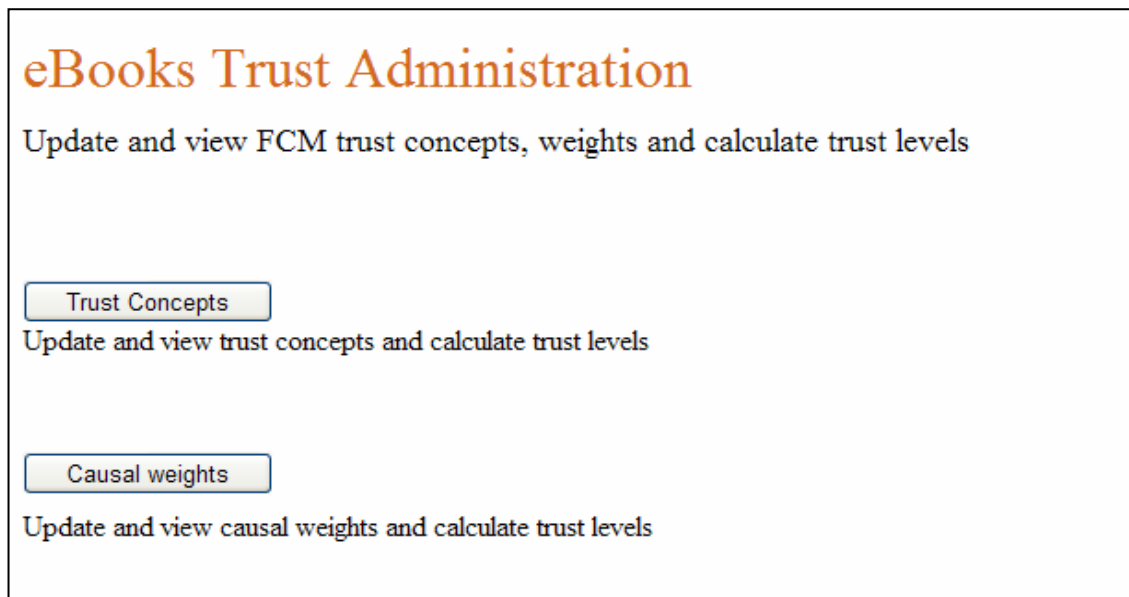 eBooks Trust Administration
Update and view FCM trust concepts, weights and calculate trust levels
Trust Concepts
Update and view trust concepts and calculate trust levels
Causal weights
Update and view causal weights and calculate trust levels